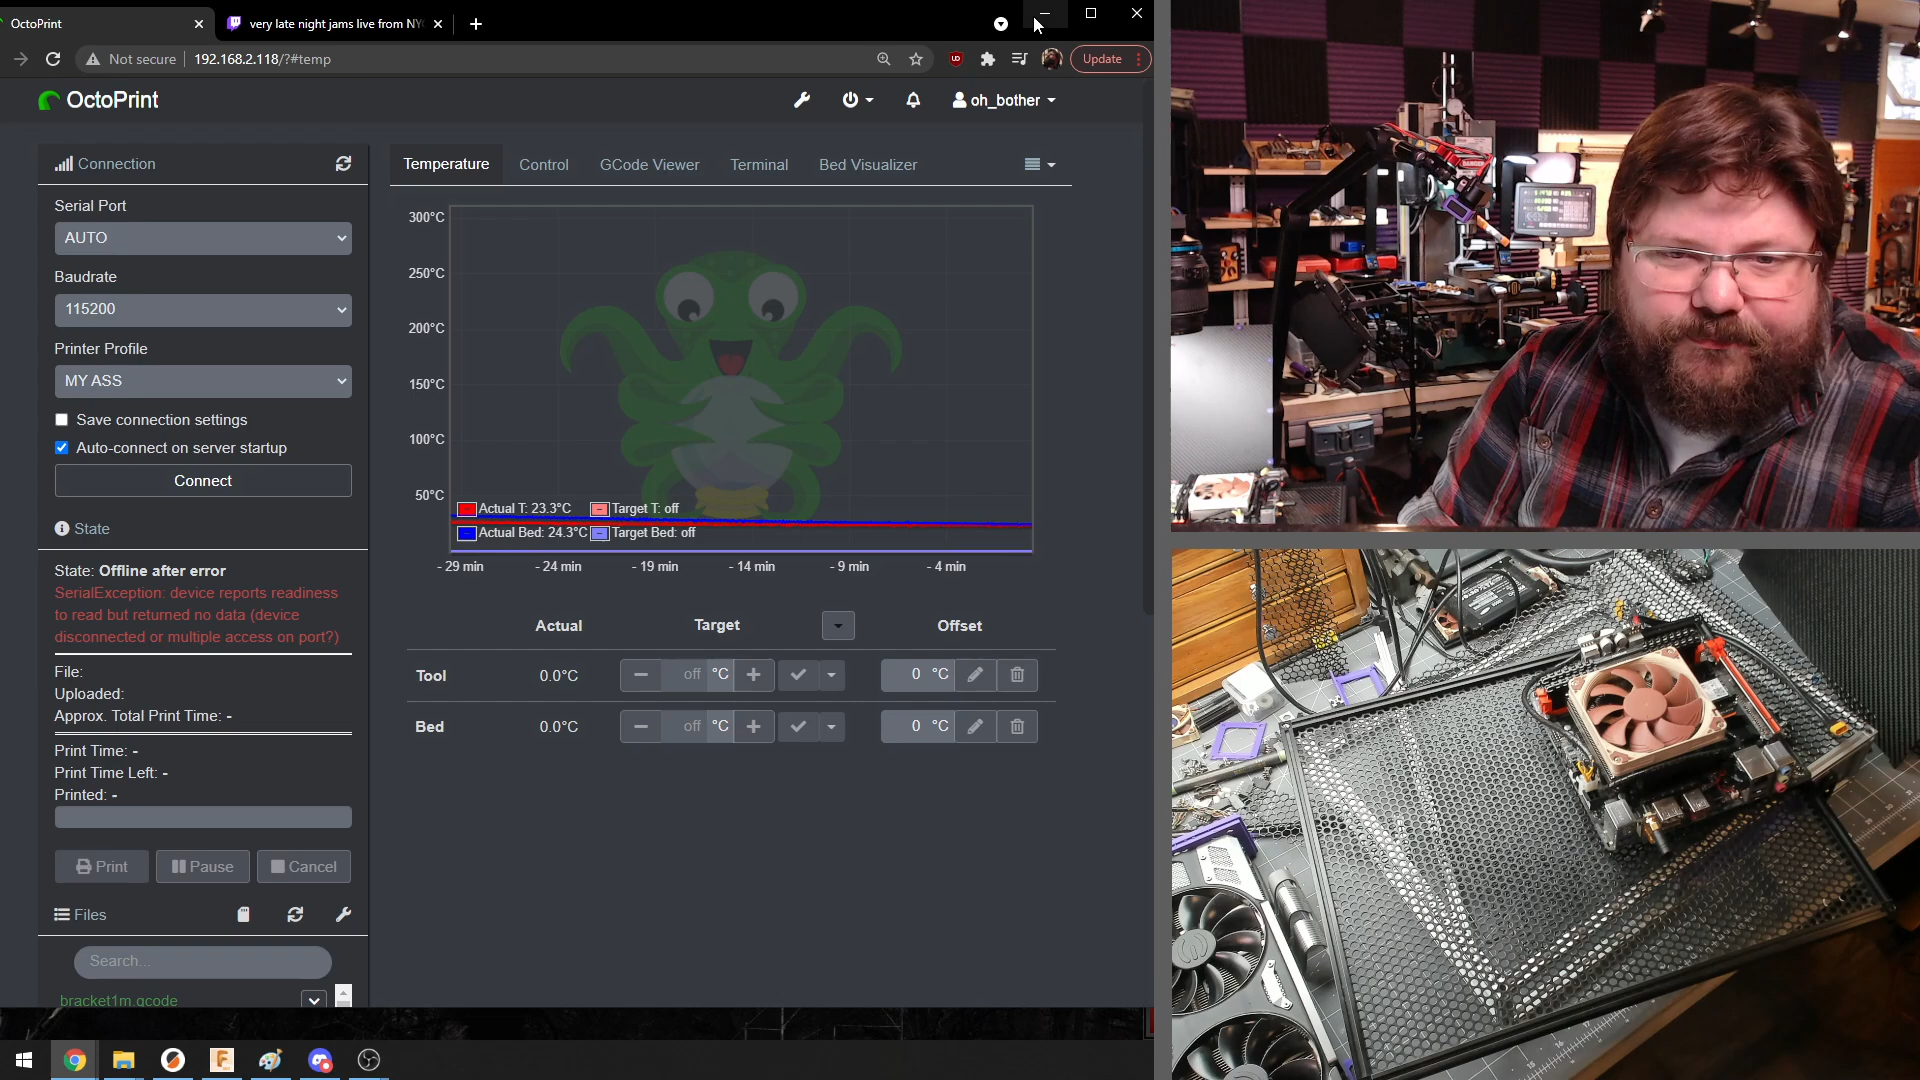 OctoPrint
very late night jams live from NY
Not secure
192.168.2.118/?#temp
Update
OctoPrint
oh_bother
Connection
Temperature
Control
GCode Viewer
Terminal
Bed Visualizer
Serial Port
AUTO
Baudrate
115200
Printer Profile
MY ASS
Save connection settings
Auto-connect on server startup
Connect
State
State: Offline after error
SerialException: device reports readiness
to read but returned no data (device
disconnected or multiple access on port?)
File:
Uploaded:
Approx. Total Print Time: -
Print Time: -
Print Time Left: -
Printed: -
Print
Pause
Cancel
Files
Search...
bracket1m.gcode
300°C
250°C
200°C
150°C
100°C
50°C
Actual T: 23.3°C
Target T: off
Actual Bed: 24.3°C
Target Bed: off
- 29 min
- 24 min
- 19 min
- 14 min
- 9 min
- 4 min
Actual
Target
Offset
Tool
0.0°C
off °C
0 °C
Bed
0.0°C
off °C
0 °C